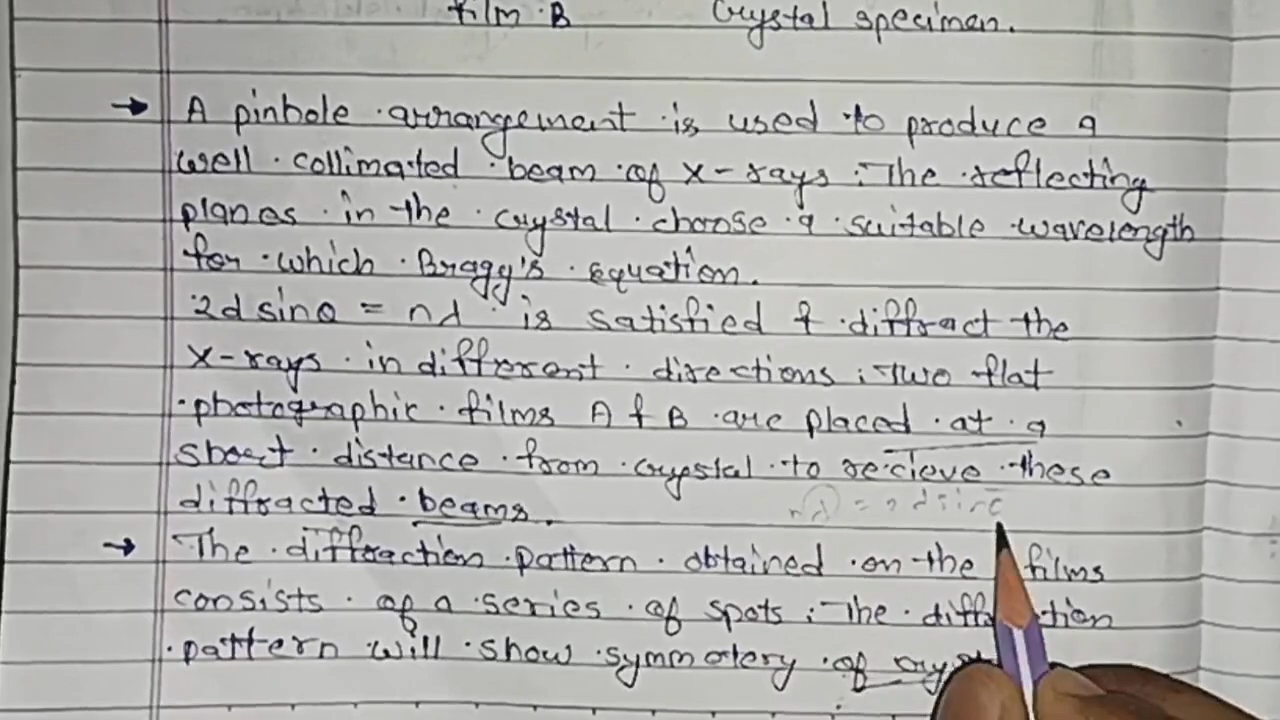 film B Crystal specimen.
→ A pinhole arrangement is used to produce a
well collimated beam of x-rays. The reflecting
planes in the crystal choose a suitable wavelength
for which Bragg's equation.
2d sinθ = nλ is satisfied & diffract the
x-rays in different directions. Two flat
photographic films A & B are placed at a
short distance from crystal to recieve these
diffracted beams.
nλ = 2dsinθ
→ The diffraction pattern obtained on the films
consists of a series of spots. The diffraction
pattern will show symmetery of